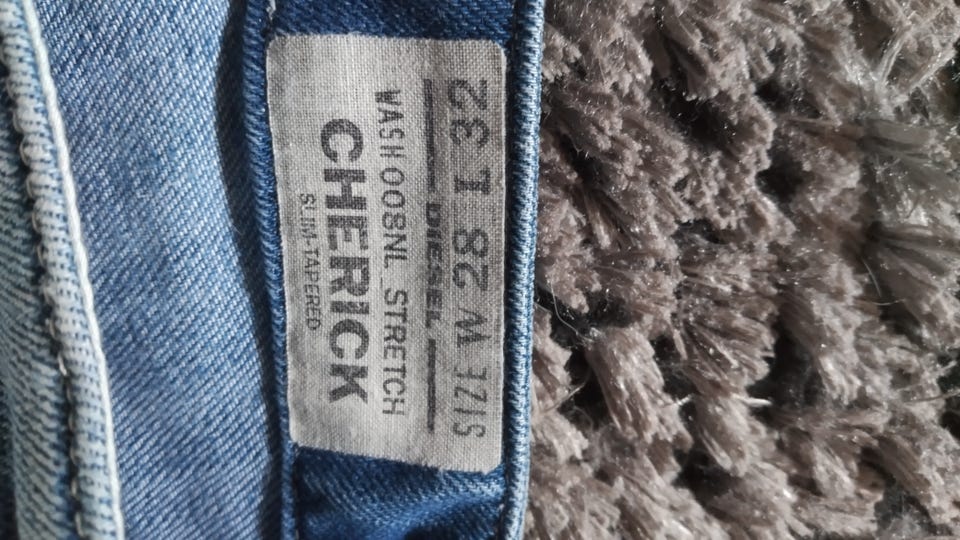 SIZE W 28 L 32
DIESEL
WASH 008NL STRETCH
CHERICK
SLIM-TAPERED